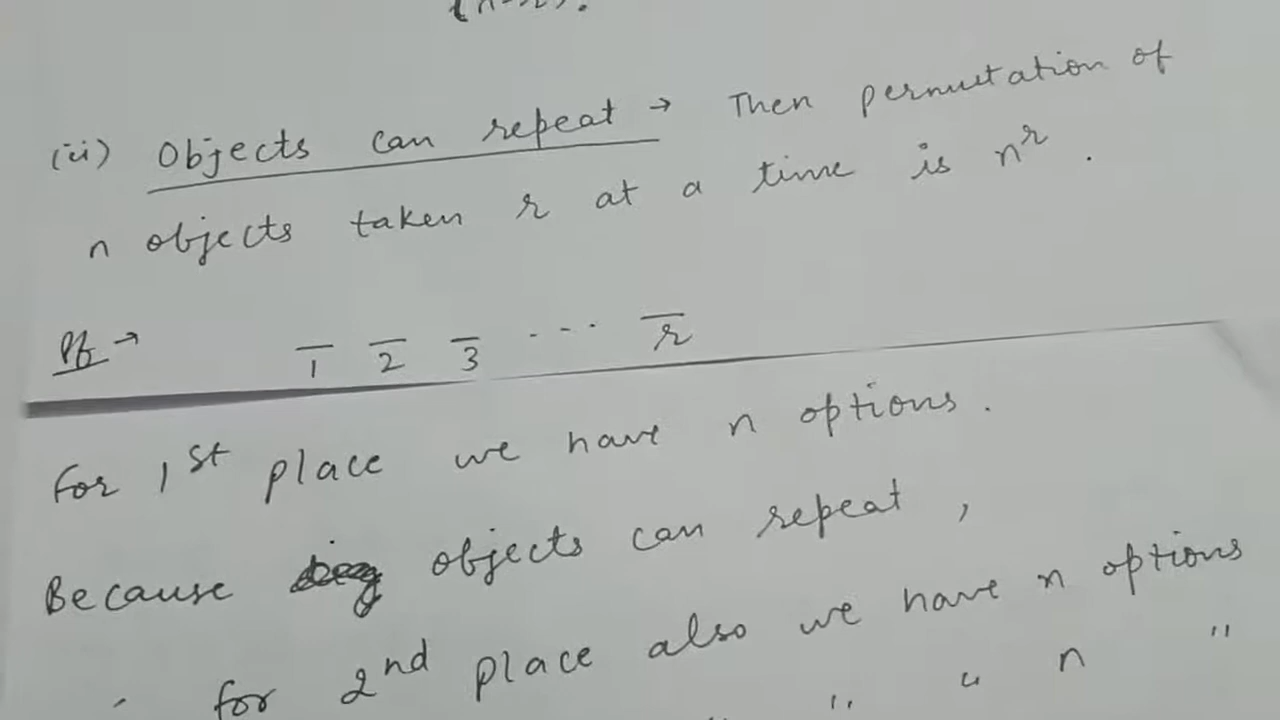 (ii) Objects can repeat → Then permutation of
n objects taken r at a time is nʳ.
Pf → 1 2 3 --- r
For 1st place we have n options.
Because objects can repeat,
for 2nd place also we have n options
" " n "